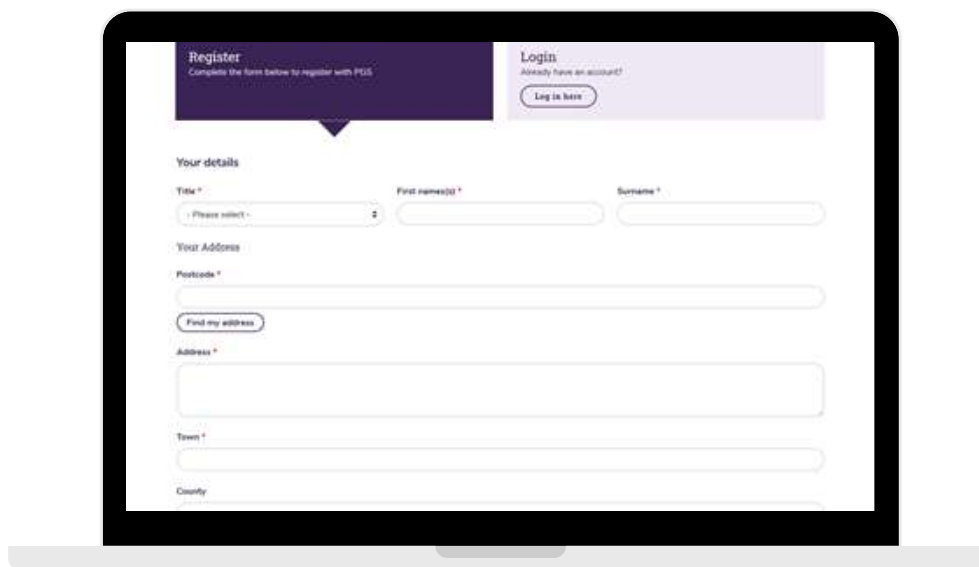 Register
Complete the form below to register with PGS
Login
Already have an account?
Log in here
Your details
Title *
First names(s) *
Surname *
- Please select -
Your Address
Postcode *
Find my address
Address *
Town *
County